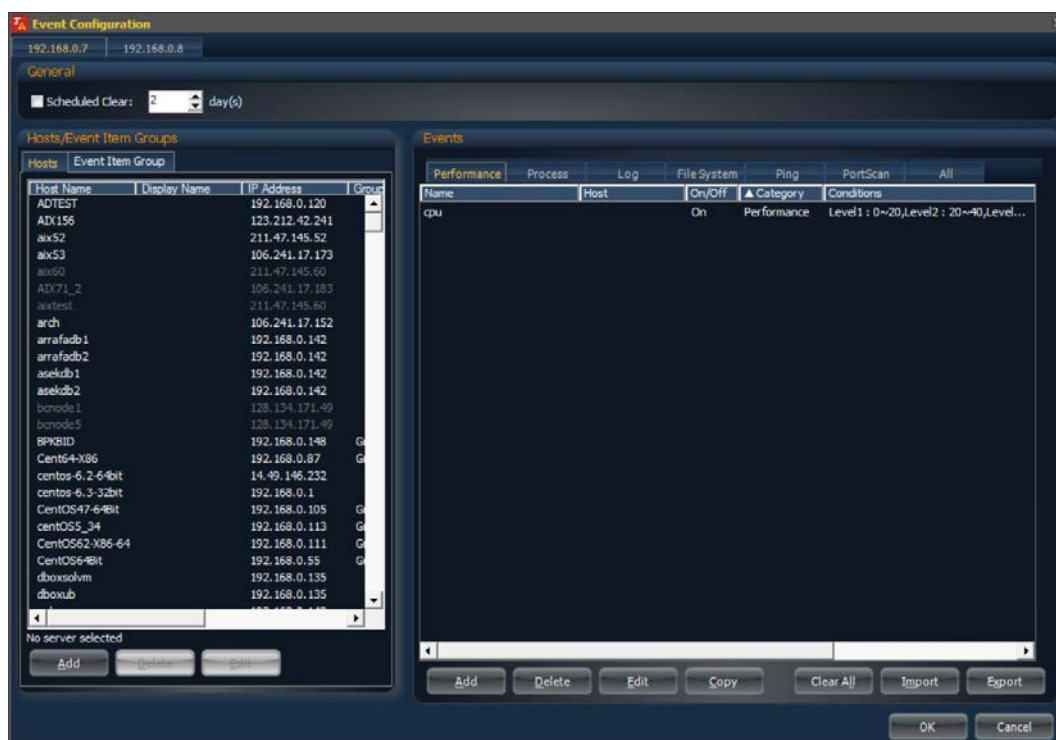 Event Configuration
192.168.0.7 192.168.0.8
General
Scheduled Clear: 2 day(s)
Hosts/Event Item Groups
Hosts Event Item Group
Host Name Display Name IP Address Group
ADTEST 192.168.0.120
AIX156 123.212.42.241
aix52 211.47.145.52
aix53 106.241.17.173
aix60 211.47.145.60
AIX71_2 106.241.17.183
aixtest 211.47.145.60
arch 106.241.17.152
arrafadb1 192.168.0.142
arrafadb2 192.168.0.142
asekdb1 192.168.0.142
asekdb2 192.168.0.142
bcnode1 128.134.171.49
bcnode5 128.134.171.49
BPKBID 192.168.0.148 G
Cent64-X86 192.168.0.87 G
centos-6.2-64bit 14.49.146.232
centos-6.3-32bit 192.168.0.1
CentOS47-64Bit 192.168.0.105 G
centOS5_34 192.168.0.113 G
CentOS62-X86-64 192.168.0.111 G
CentOS64Bit 192.168.0.55 G
dboxsolvm 192.168.0.135
dboxub 192.168.0.135
No server selected
Add Delete Edit
Events
Performance Process Log File System Ping PortScan All
Name Host On/Off Category Conditions
cpu On Performance Level1 : 0~20,Level2 : 20~40,Level...
Add Delete Edit Copy Clear All Import Export
OK Cancel